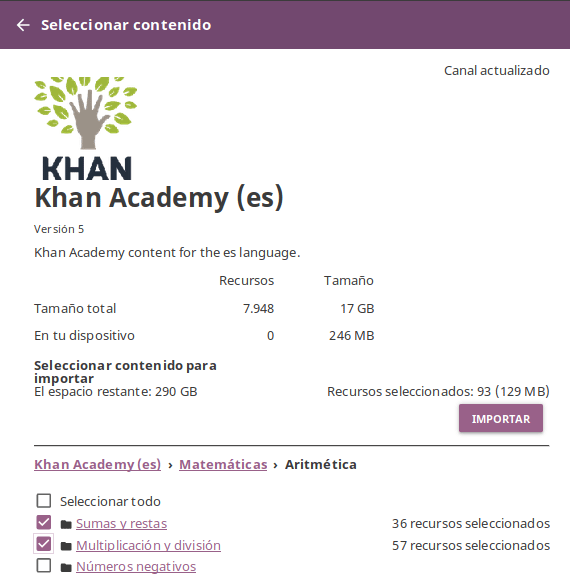 Seleccionar contenido
Canal actualizado
KHAN
Khan Academy (es)
Versión 5
Khan Academy content for the es language.
Recursos Tamaño
Tamaño total 7.948 17 GB
En tu dispositivo 0 246 MB
Seleccionar contenido para
importar
El espacio restante: 290 GB Recursos seleccionados: 93 (129 MB)
IMPORTAR
Khan Academy (es) › Matemáticas › Aritmética
Seleccionar todo
Sumas y restas 36 recursos seleccionados
Multiplicación y división 57 recursos seleccionados
Números negativos